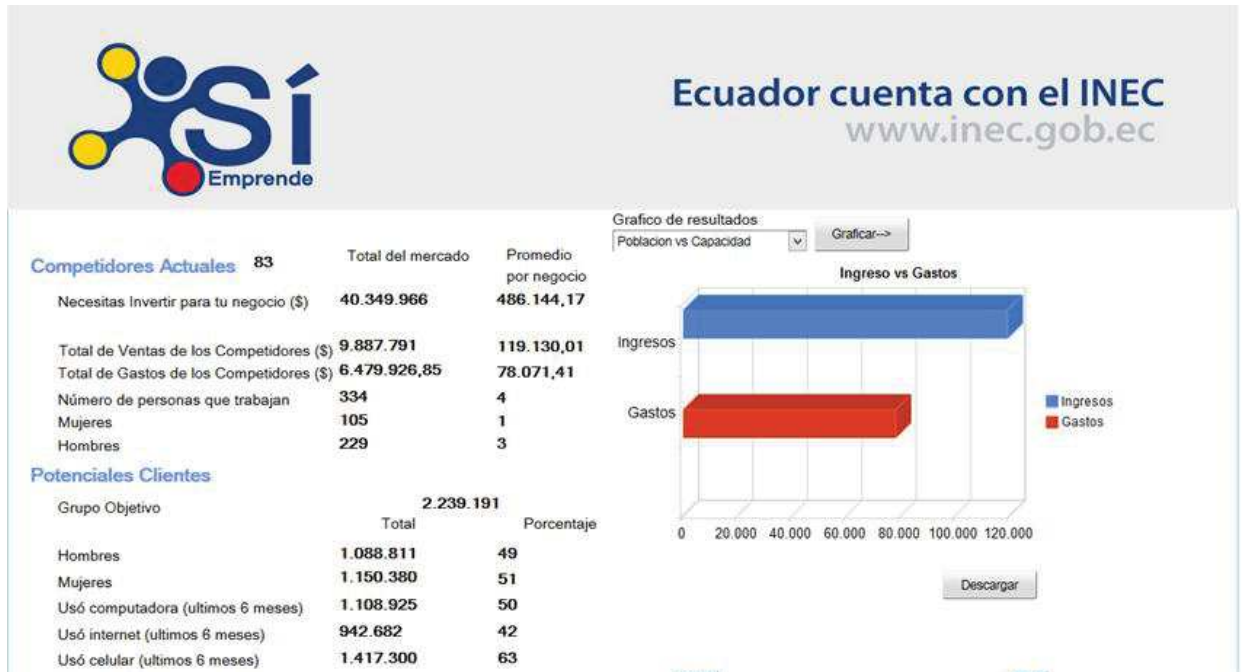 Sí
Emprende
Ecuador cuenta con el INEC
www.inec.gob.ec
Competidores Actuales 83
Total del mercado
Promedio
por negocio
Necesitas Invertir para tu negocio ($) 40.349.966 486.144,17
Total de Ventas de los Competidores ($) 9.887.791 119.130,01
Total de Gastos de los Competidores ($) 6.479.926,85 78.071,41
Número de personas que trabajan 334 4
Mujeres 105 1
Hombres 229 3
Potenciales Clientes
Grupo Objetivo 2.239.191
Total Porcentaje
Hombres 1.088.811 49
Mujeres 1.150.380 51
Usó computadora (ultimos 6 meses) 1.108.925 50
Usó internet (ultimos 6 meses) 942.682 42
Usó celular (ultimos 6 meses) 1.417.300 63
Grafico de resultados
Poblacion vs Capacidad
Graficar-->
Ingreso vs Gastos
Ingresos
Gastos
Ingresos
Gastos
0 20.000 40.000 60.000 80.000 100.000 120.000
Descargar